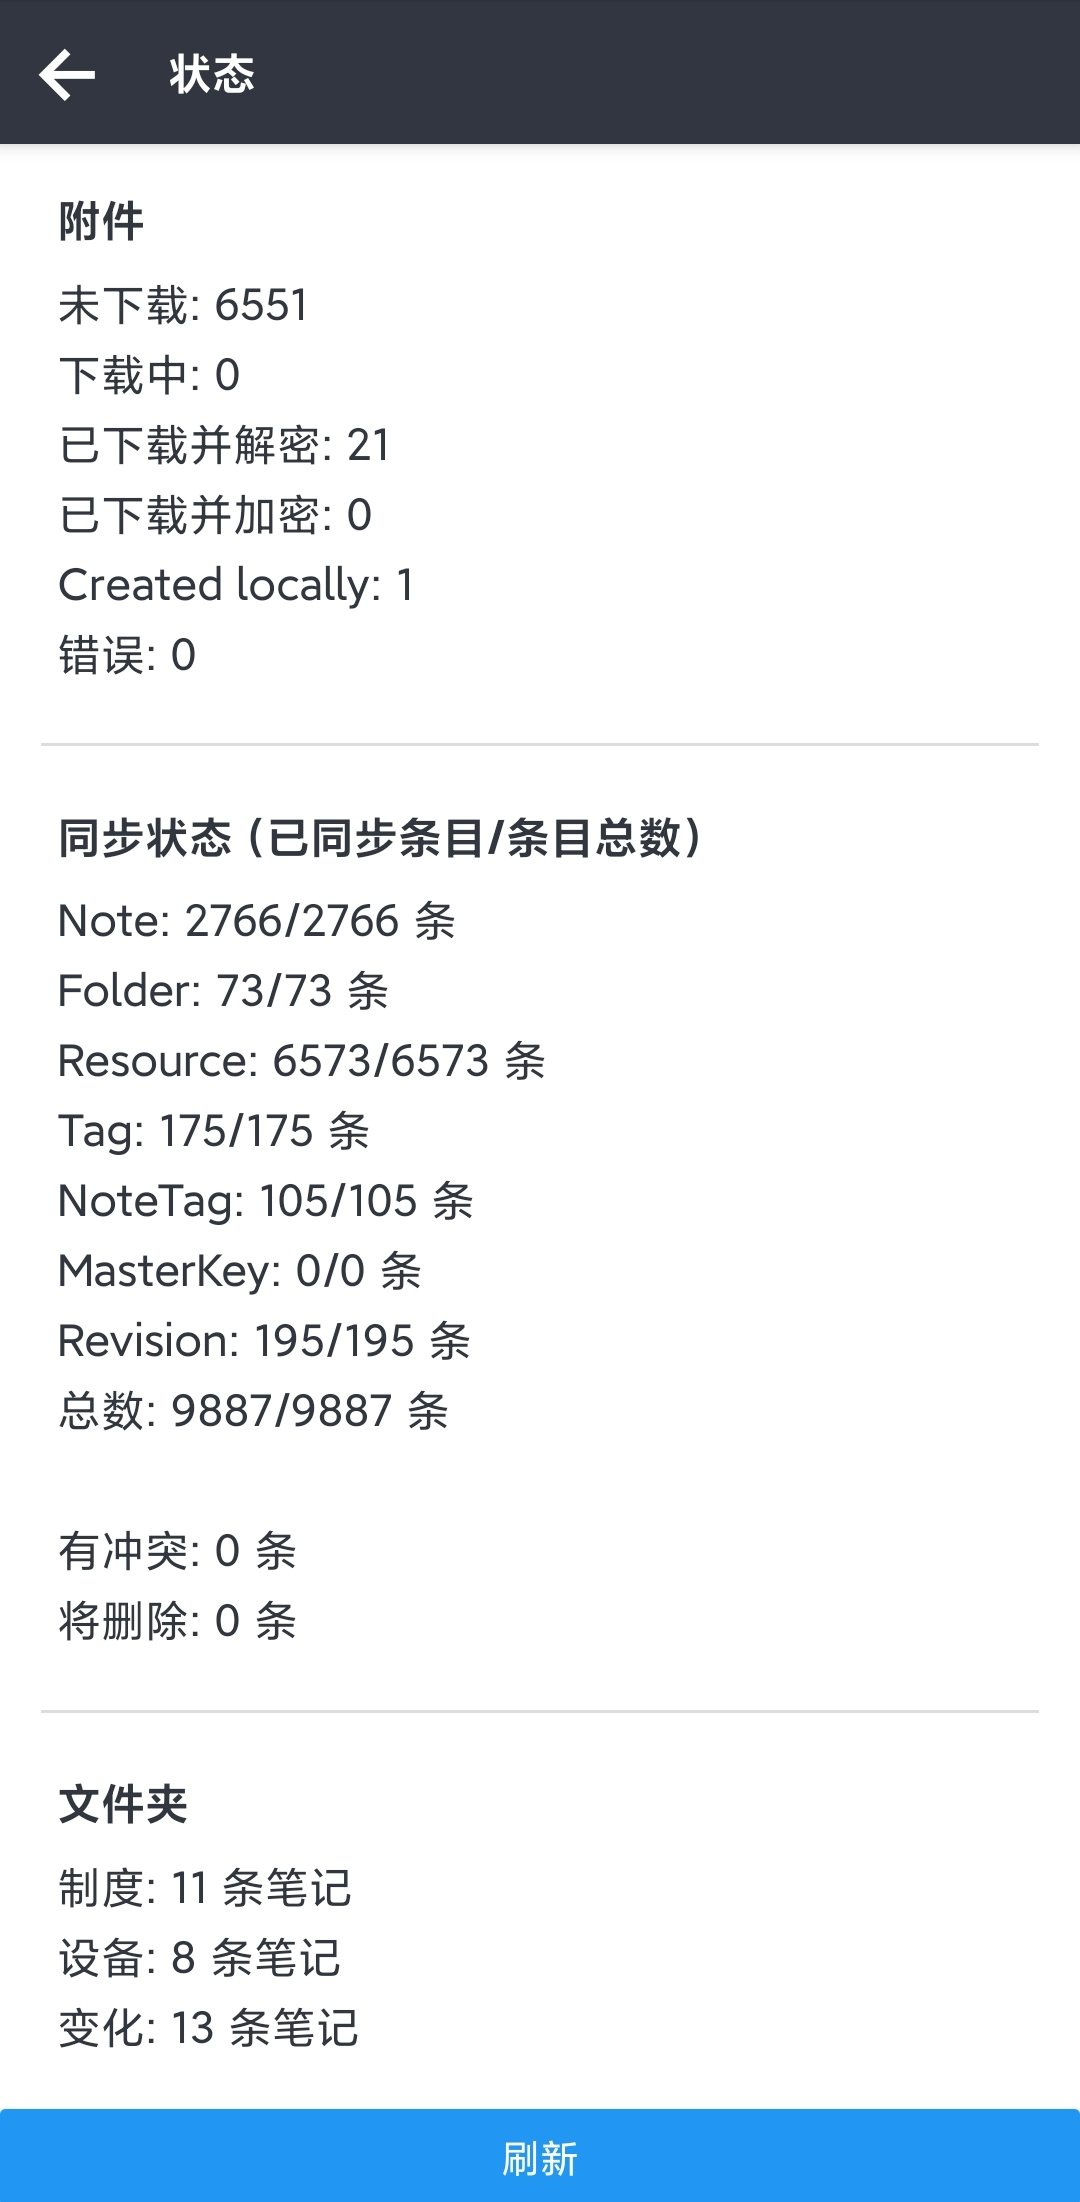 状态
附件
未下载: 6551
下载中: 0
已下载并解密: 21
已下载并加密: 0
Created locally: 1
错误: 0
同步状态 (已同步条目/条目总数)
Note: 2766/2766 条
Folder: 73/73 条
Resource: 6573/6573 条
Tag: 175/175 条
NoteTag: 105/105 条
MasterKey: 0/0 条
Revision: 195/195 条
总数: 9887/9887 条
有冲突: 0 条
将删除: 0 条
文件夹
制度: 11 条笔记
设备: 8 条笔记
变化: 13 条笔记
刷新